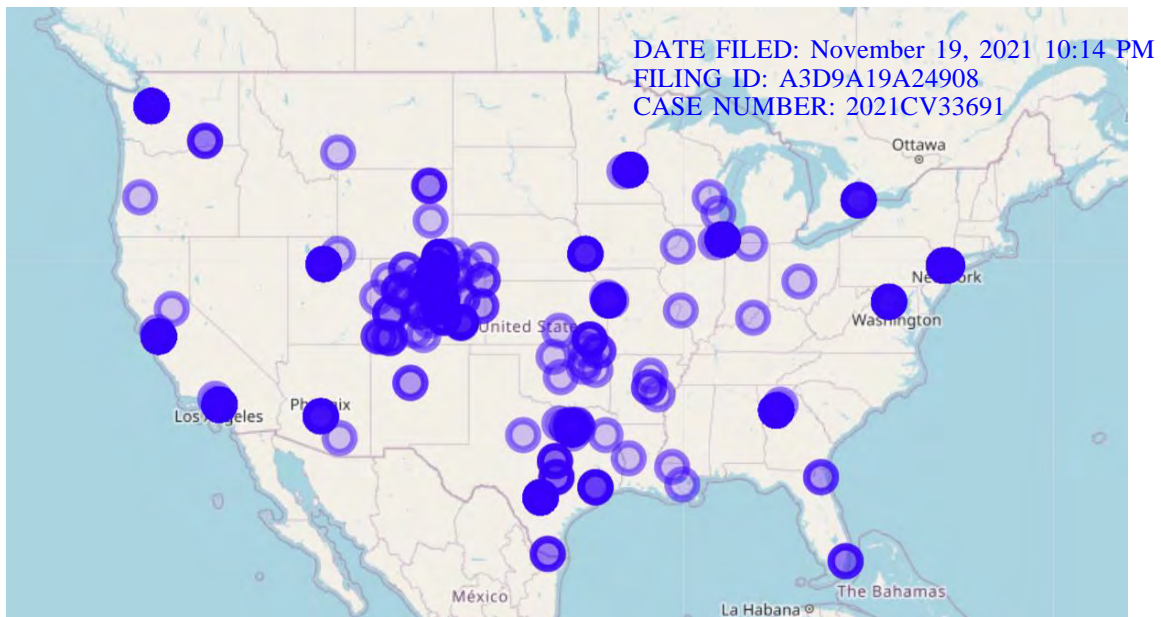 DATE FILED: November 19, 2021 10:14 PM
FILING ID: A3D9A19A24908
CASE NUMBER: 2021CV33691
Ottawa
New York
Washington
United States
Phoenix
Los Angeles
México
The Bahamas
La Habana